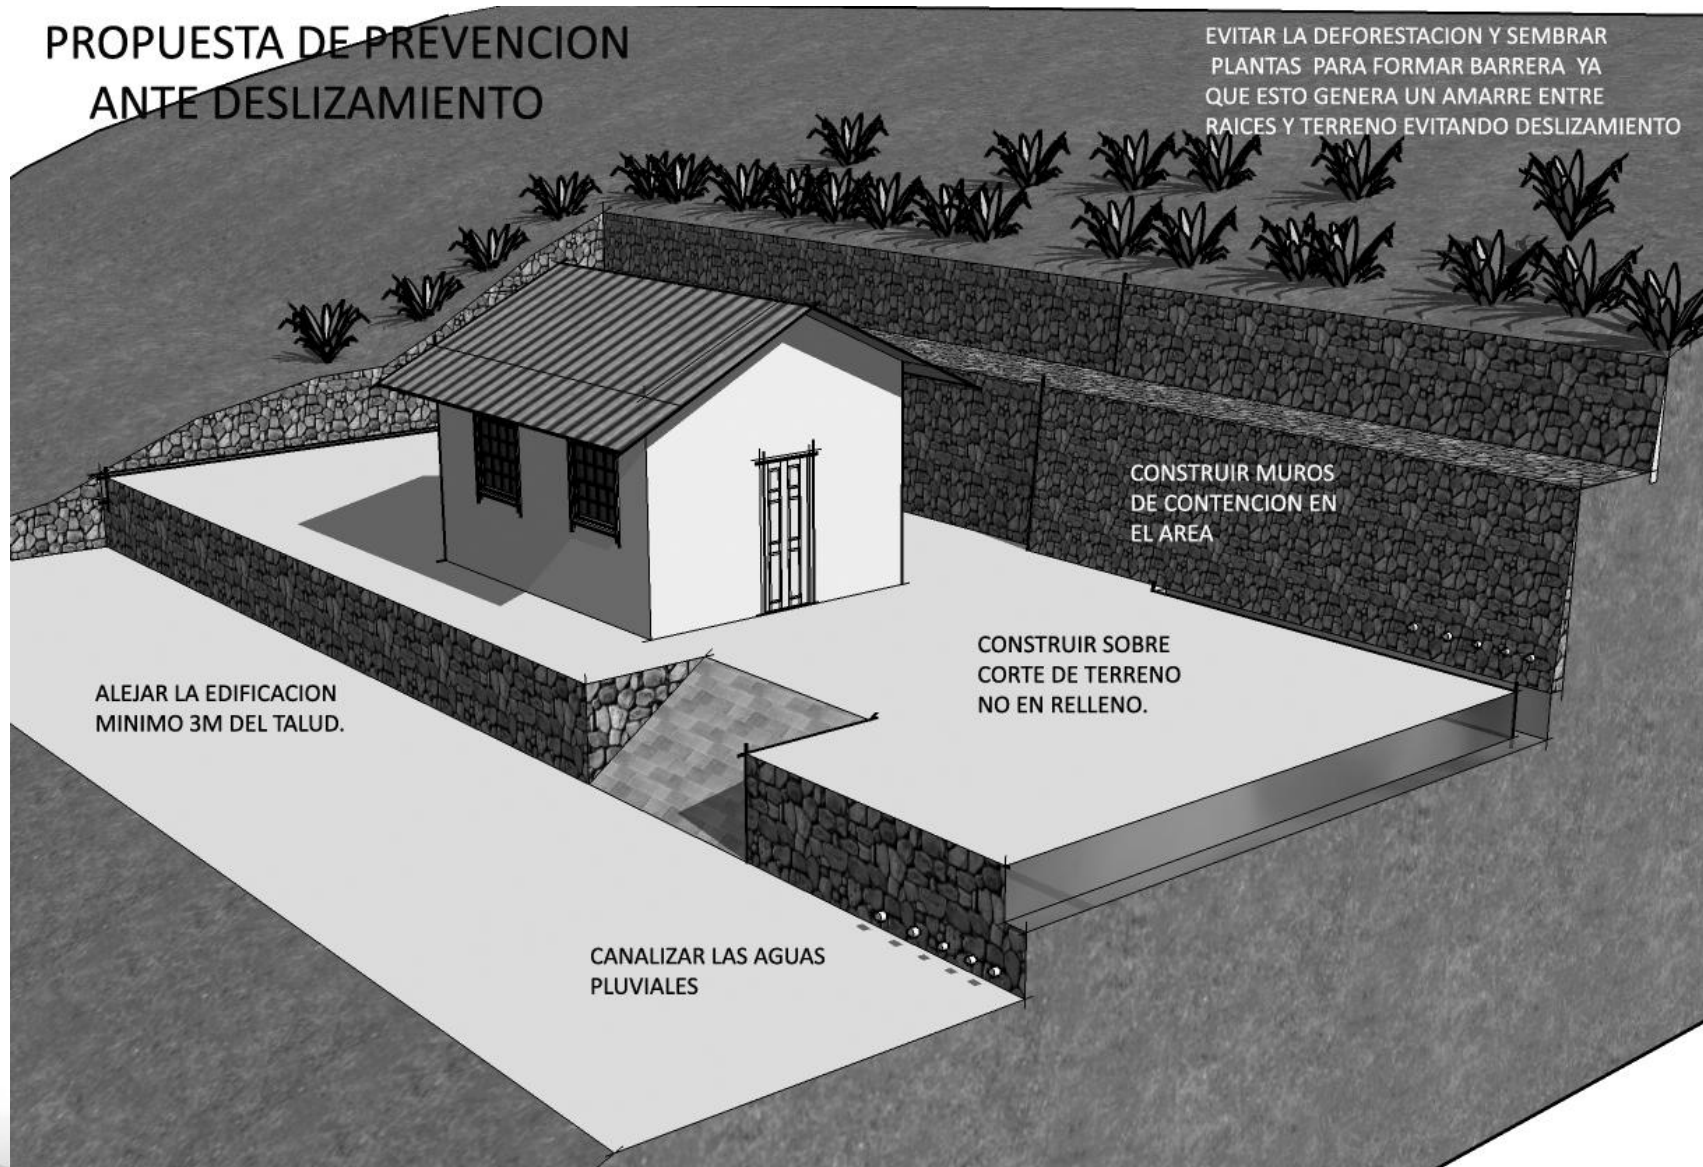 PROPUESTA DE PREVENCION
ANTE DESLIZAMIENTO
EVITAR LA DEFORESTACION Y SEMBRAR
PLANTAS PARA FORMAR BARRERA YA
QUE ESTO GENERA UN AMARRE ENTRE
RAICES Y TERRENO EVITANDO DESLIZAMIENTO
CONSTRUIR MUROS
DE CONTENCION EN
EL AREA
CONSTRUIR SOBRE
CORTE DE TERRENO
NO EN RELLENO.
ALEJAR LA EDIFICACION
MINIMO 3M DEL TALUD.
CANALIZAR LAS AGUAS
PLUVIALES